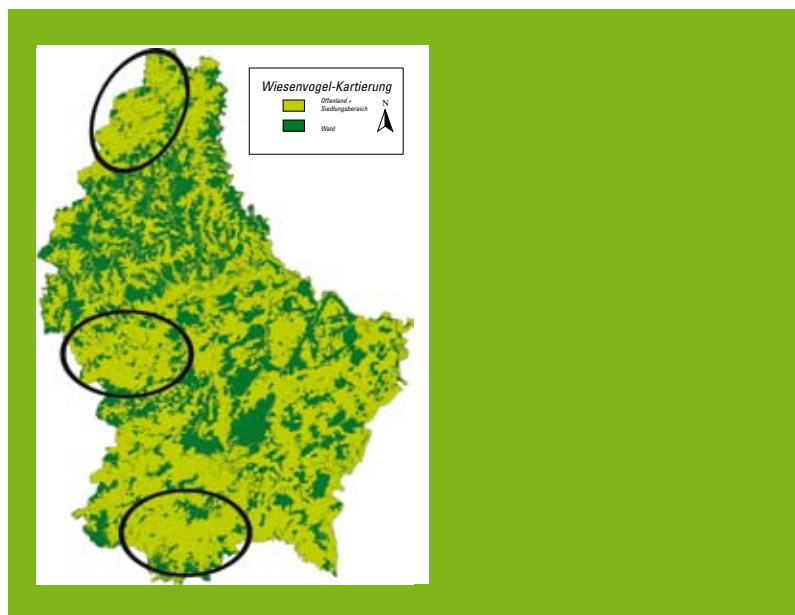 Wiesenvogel-Kartierung
Offenland +
Siedlungsbereich
N
Wald